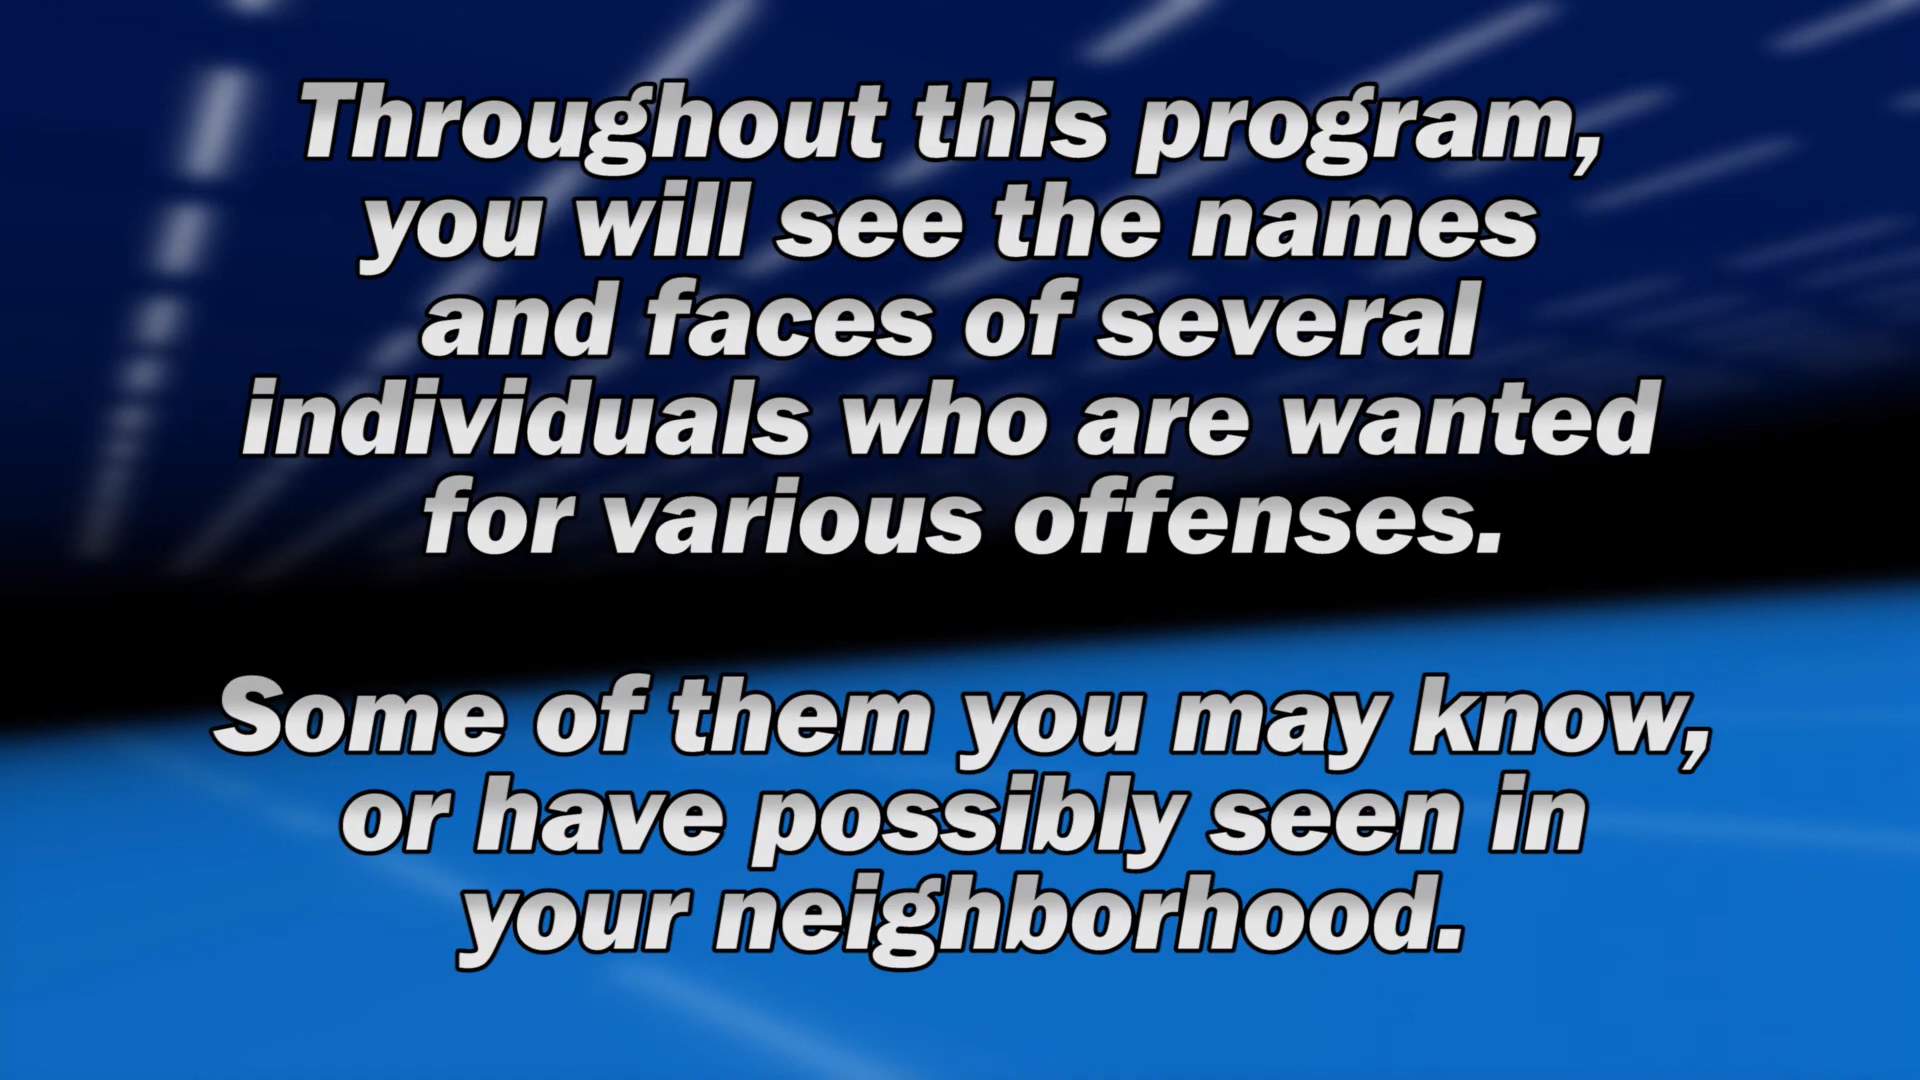 Throughout this program,
you will see the names
and faces of several
individuals who are wanted
for various offenses.
Some of them you may know,
or have possibly seen in
your neighborhood.